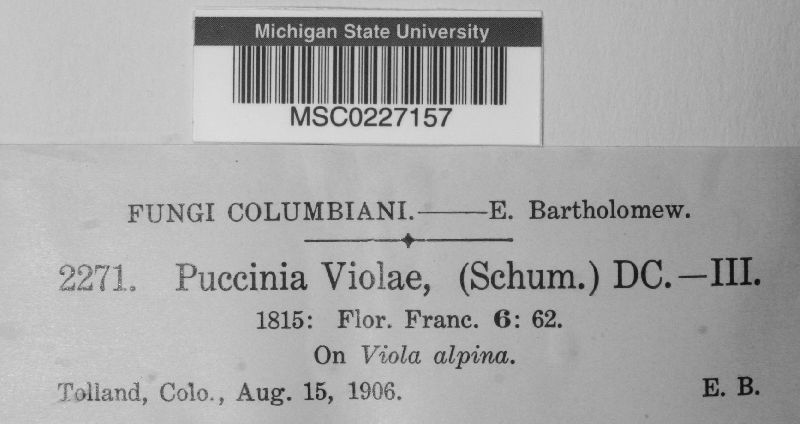 Michigan State University
MSC0227157
FUNGI COLUMBIANI.——E. Bartholomew.
2271. Puccinia Violae, (Schum.) DC.—III.
1815: Flor. Franc. 6: 62.
On Viola alpina.
Tolland, Colo., Aug. 15, 1906. E. B.